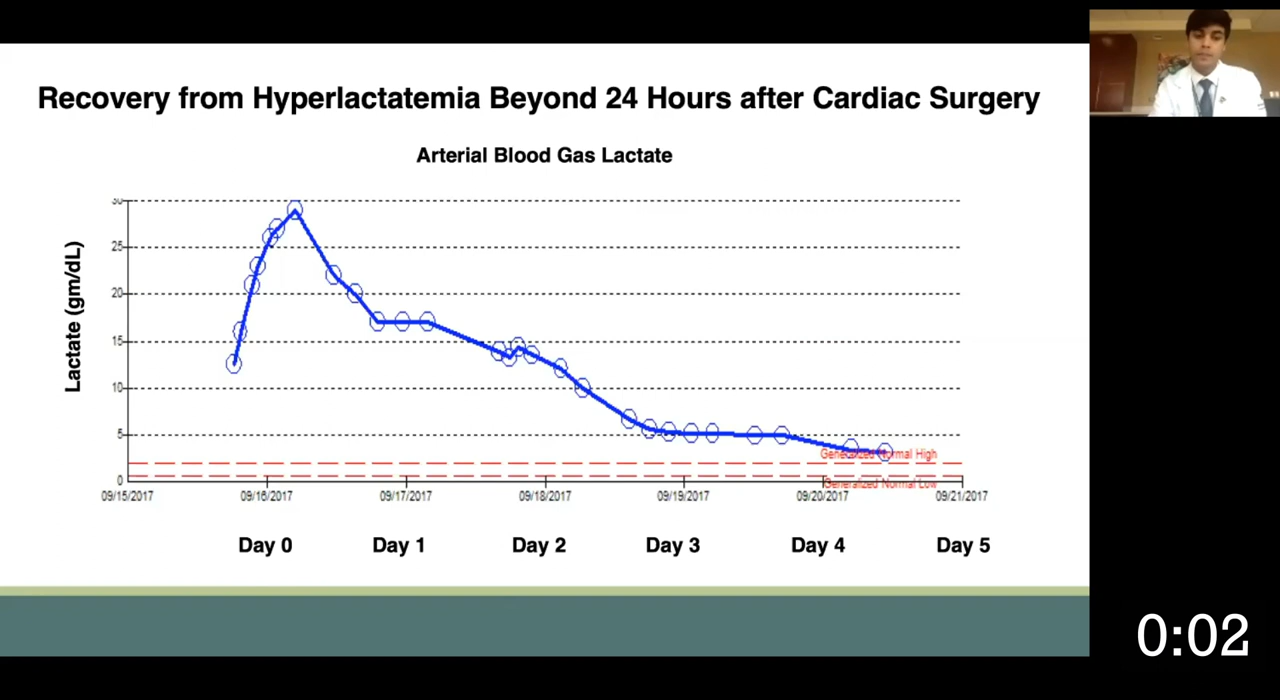 Recovery from Hyperlactatemia Beyond 24 Hours after Cardiac Surgery
Arterial Blood Gas Lactate
Lactate (gm/dL)
30
25
20
15
10
5
0
Generalized Normal High
Generalized Normal Low
09/15/2017 09/16/2017 09/17/2017 09/18/2017 09/19/2017 09/20/2017 09/21/2017
Day 0 Day 1 Day 2 Day 3 Day 4 Day 5
0:02